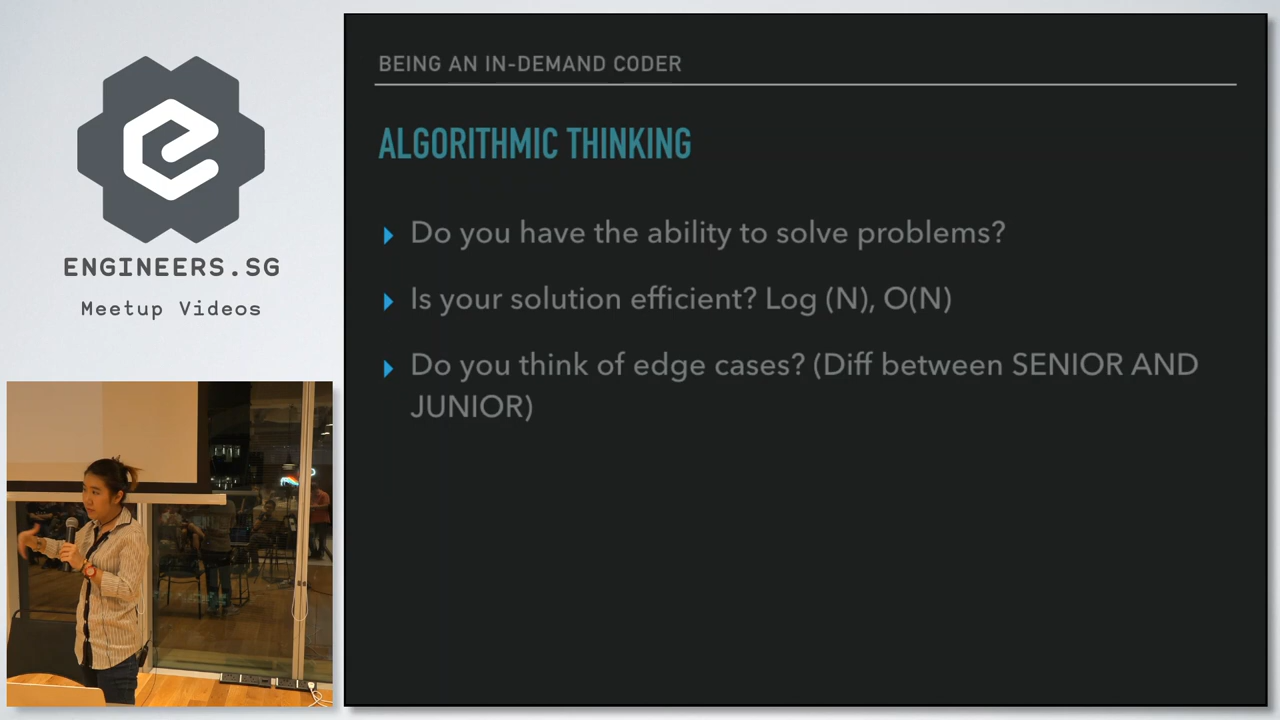 ENGINEERS.SG
Meetup Videos
BEING AN IN-DEMAND CODER
ALGORITHMIC THINKING
Do you have the ability to solve problems?
Is your solution efficient? Log (N), O(N)
Do you think of edge cases? (Diff between SENIOR AND
JUNIOR)